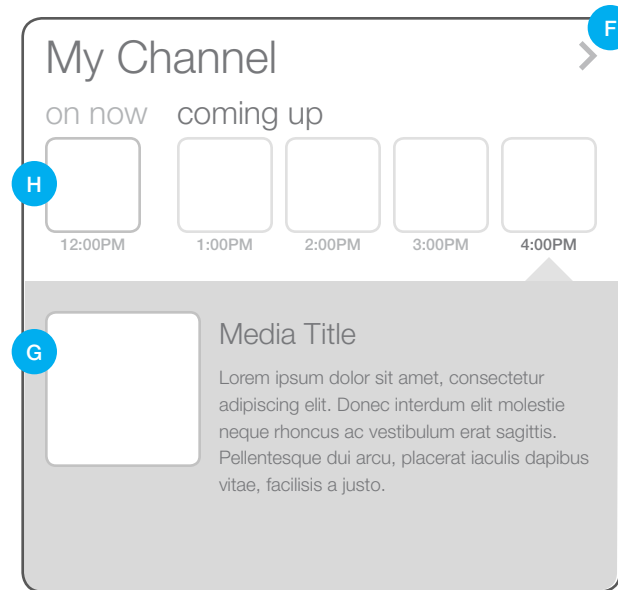 F
My Channel
on now coming up
H
12:00PM 1:00PM 2:00PM 3:00PM 4:00PM
G
Media Title
Lorem ipsum dolor sit amet, consectetur
adipiscing elit. Donec interdum elit molestie
neque rhoncus ac vestibulum erat sagittis.
Pellentesque dui arcu, placerat iaculis dapibus
vitae, facilisis a justo.